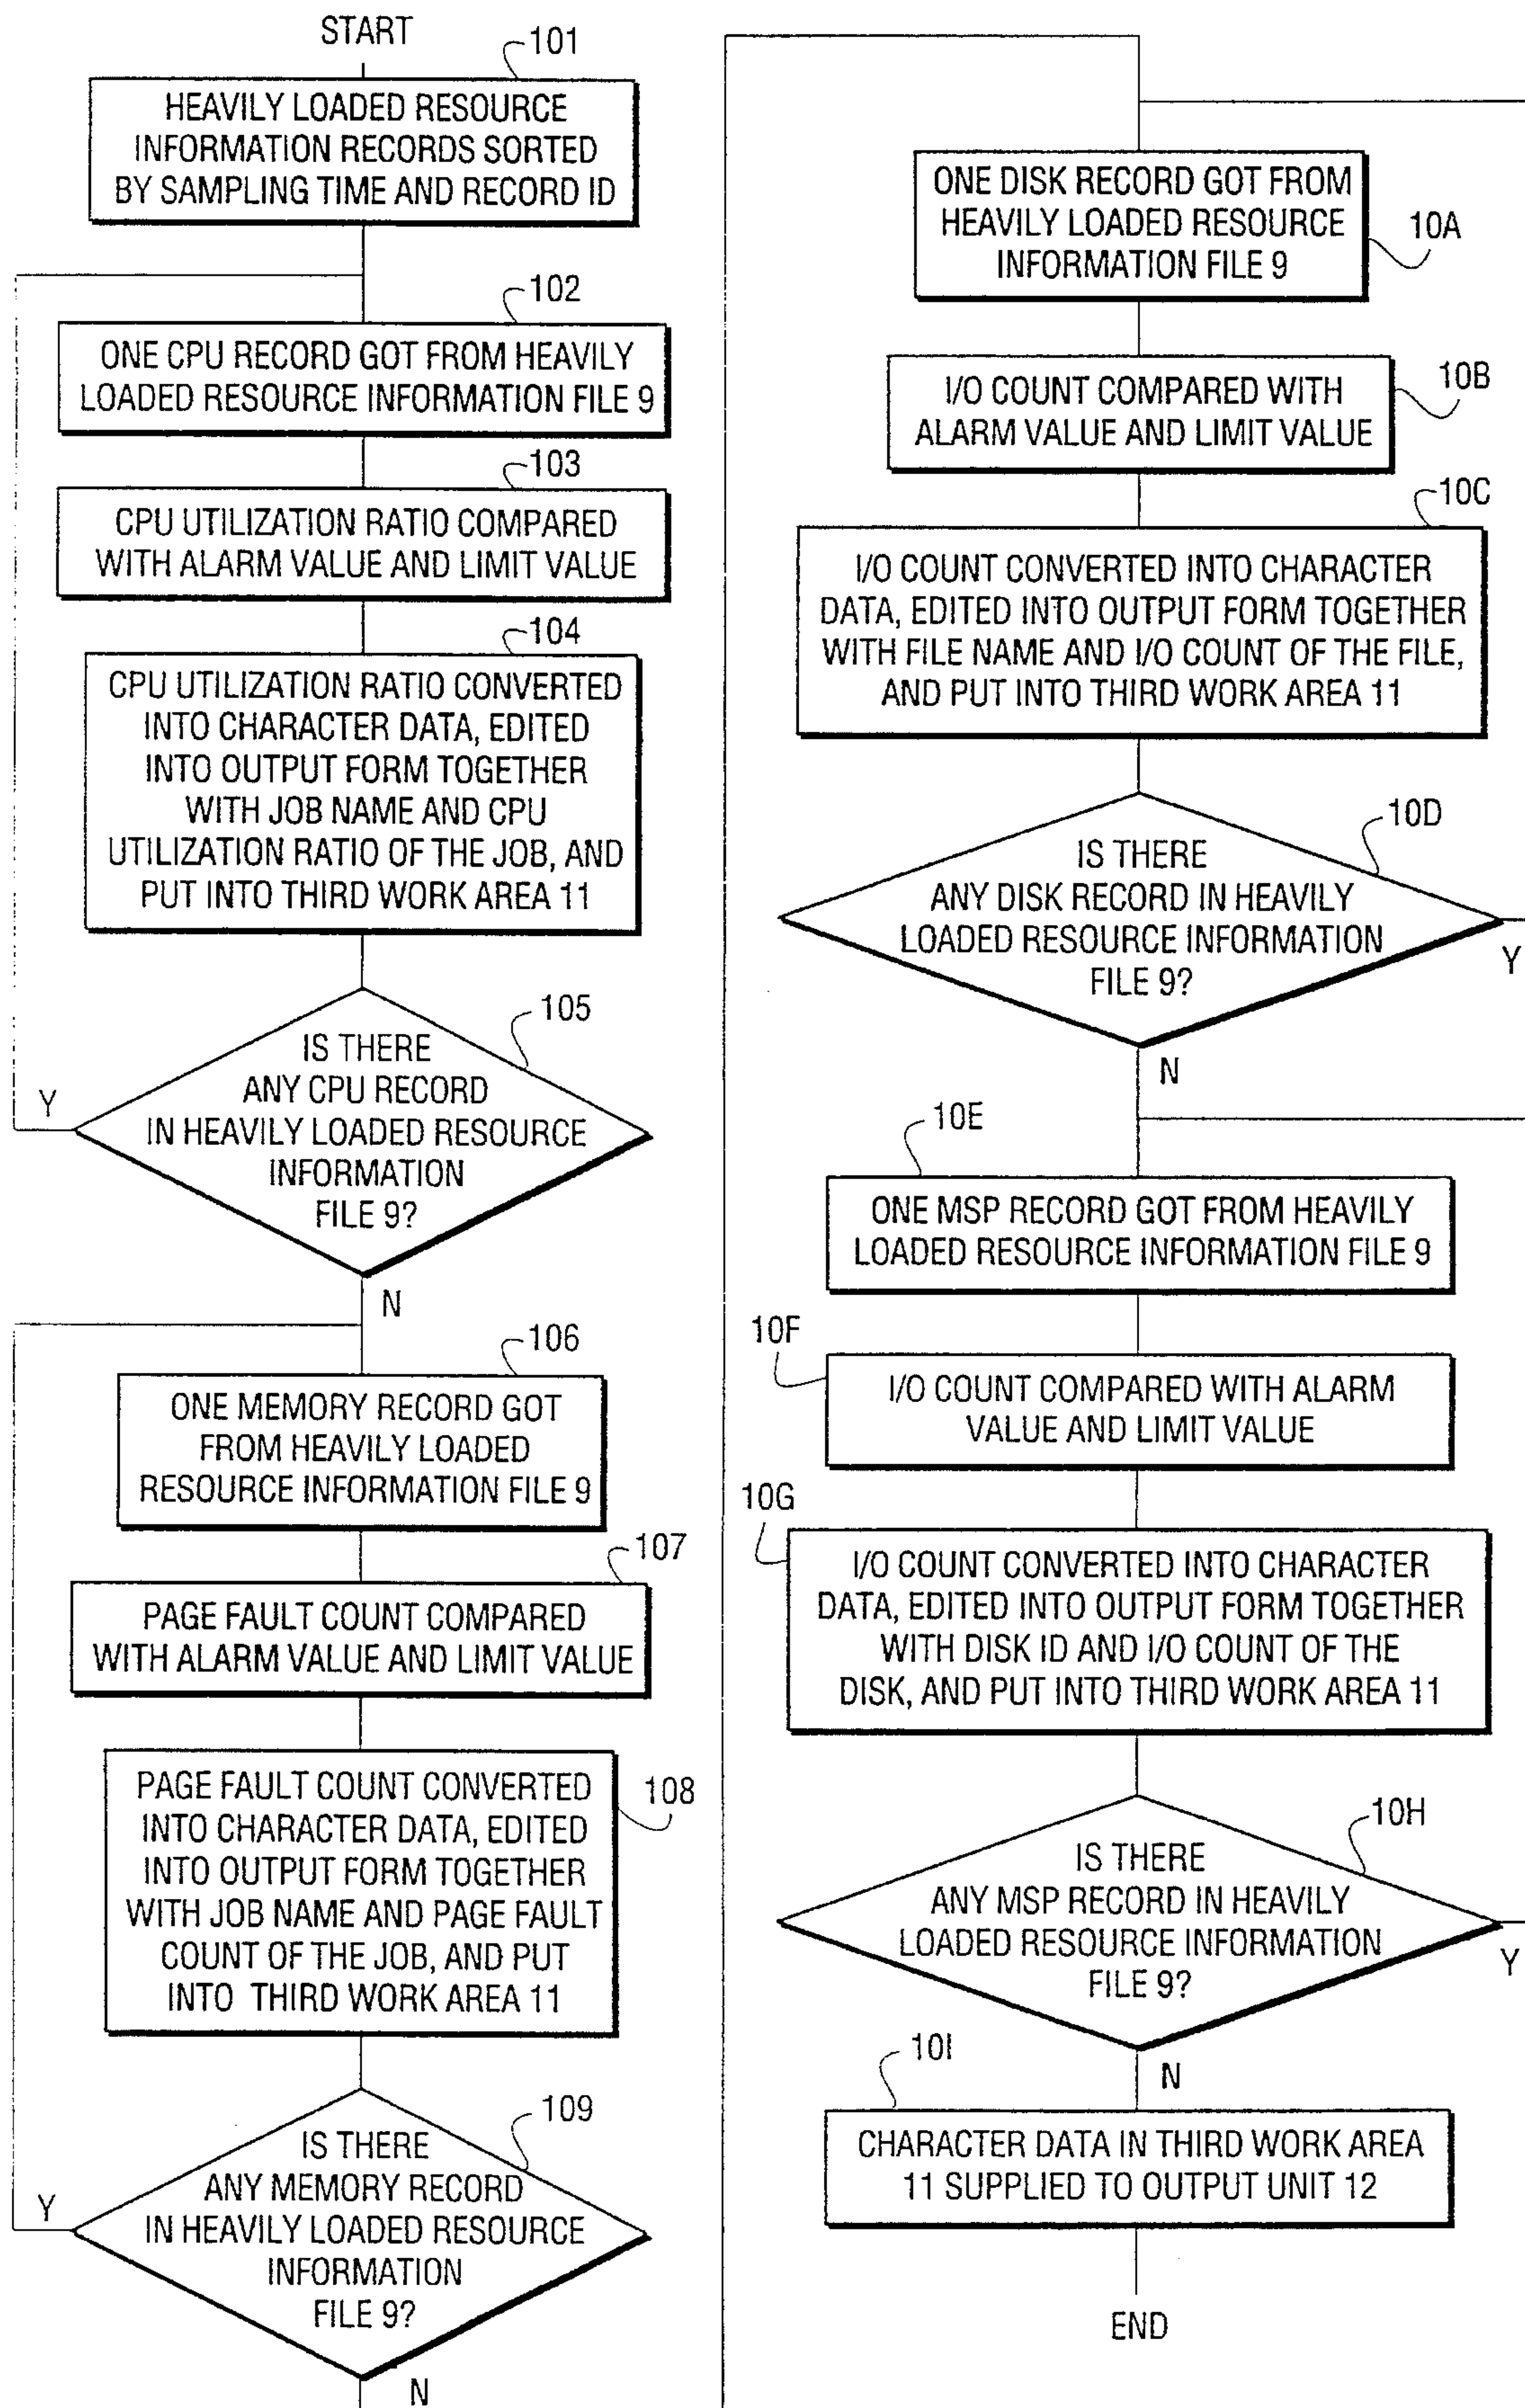 START
101
HEAVILY LOADED RESOURCE
INFORMATION RECORDS SORTED
BY SAMPLING TIME AND RECORD ID
102
ONE CPU RECORD GOT FROM HEAVILY
LOADED RESOURCE INFORMATION FILE 9
103
CPU UTILIZATION RATIO COMPARED
WITH ALARM VALUE AND LIMIT VALUE
104
CPU UTILIZATION RATIO CONVERTED
INTO CHARACTER DATA, EDITED
INTO OUTPUT FORM TOGETHER
WITH JOB NAME AND CPU
UTILIZATION RATIO OF THE JOB, AND
PUT INTO THIRD WORK AREA 11
105
IS THERE
ANY CPU RECORD
IN HEAVILY LOADED RESOURCE
INFORMATION
FILE 9?
Y
N
106
ONE MEMORY RECORD GOT
FROM HEAVILY LOADED
RESOURCE INFORMATION FILE 9
107
PAGE FAULT COUNT COMPARED
WITH ALARM VALUE AND LIMIT VALUE
108
PAGE FAULT COUNT CONVERTED
INTO CHARACTER DATA, EDITED
INTO OUTPUT FORM TOGETHER
WITH JOB NAME AND PAGE FAULT
COUNT OF THE JOB, AND PUT
INTO THIRD WORK AREA 11
109
IS THERE
ANY MEMORY RECORD
IN HEAVILY LOADED RESOURCE
INFORMATION
FILE 9?
Y
N
ONE DISK RECORD GOT FROM
HEAVILY LOADED RESOURCE
INFORMATION FILE 9
10A
I/O COUNT COMPARED WITH
ALARM VALUE AND LIMIT VALUE
10B
10C
I/O COUNT CONVERTED INTO CHARACTER
DATA, EDITED INTO OUTPUT FORM TOGETHER
WITH FILE NAME AND I/O COUNT OF THE FILE,
AND PUT INTO THIRD WORK AREA 11
10D
IS THERE
ANY DISK RECORD IN HEAVILY
LOADED RESOURCE INFORMATION
FILE 9?
Y
N
10E
ONE MSP RECORD GOT FROM HEAVILY
LOADED RESOURCE INFORMATION FILE 9
10F
I/O COUNT COMPARED WITH ALARM
VALUE AND LIMIT VALUE
10G
I/O COUNT CONVERTED INTO CHARACTER
DATA, EDITED INTO OUTPUT FORM TOGETHER
WITH DISK ID AND I/O COUNT OF THE
DISK, AND PUT INTO THIRD WORK AREA 11
10H
IS THERE
ANY MSP RECORD IN HEAVILY
LOADED RESOURCE INFORMATION
FILE 9?
Y
N
10I
CHARACTER DATA IN THIRD WORK AREA
11 SUPPLIED TO OUTPUT UNIT 12
END